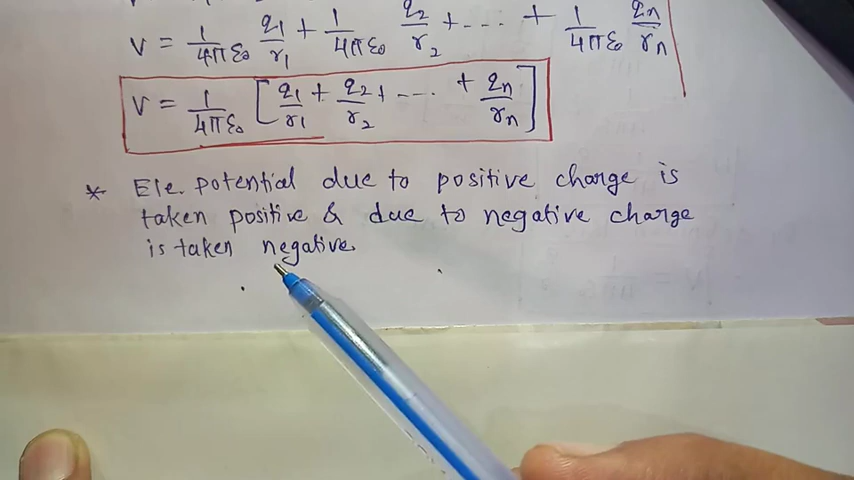 V = 1/4πε₀ q₁/r₁ + 1/4πε₀ q₂/r₂ + - - . . + 1/4πε₀ qₙ/rₙ
V = 1/4πε₀ [q₁/r₁ + q₂/r₂ + - - . . + qₙ/rₙ]
* Ele. potential due to positive charge is
taken positive & due to negative charge
is taken negative